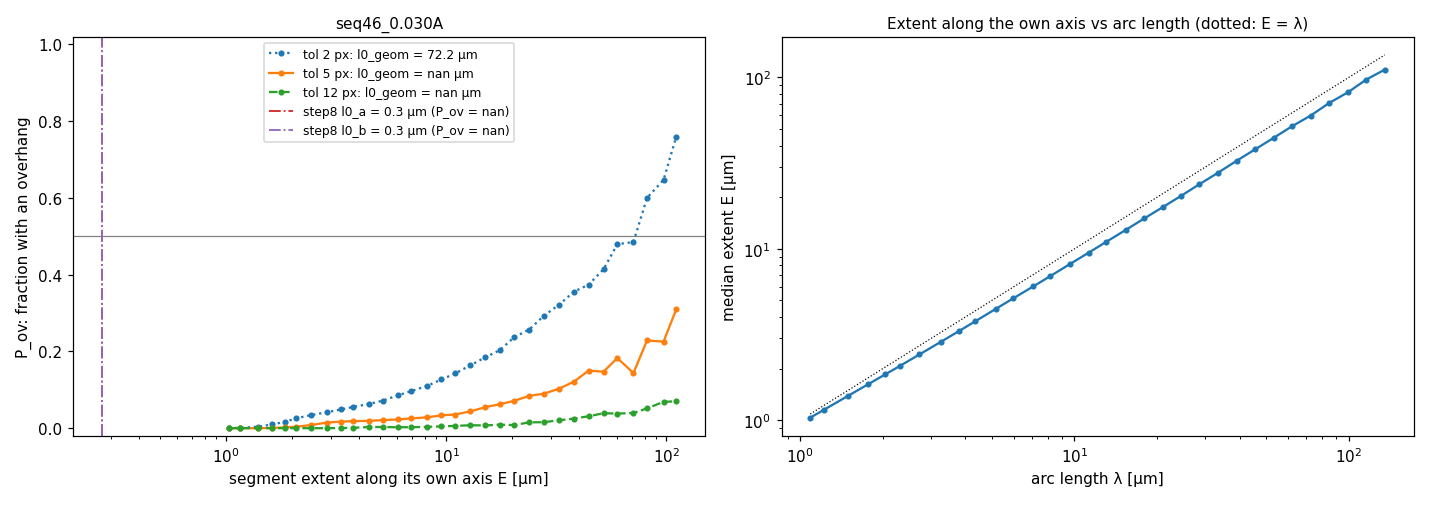 seq46_0.030A
P_ov: fraction with an overhang
1.0
0.8
0.6
0.4
0.2
0.0
tol 2 px: l0_geom = 72.2 μm
tol 5 px: l0_geom = nan μm
tol 12 px: l0_geom = nan μm
step8 l0_a = 0.3 μm (P_ov = nan)
step8 l0_b = 0.3 μm (P_ov = nan)
10⁰
10¹
10²
segment extent along its own axis E [μm]
Extent along the own axis vs arc length (dotted: E = λ)
median extent E [μm]
10²
10¹
10⁰
10⁰
10¹
10²
arc length λ [μm]